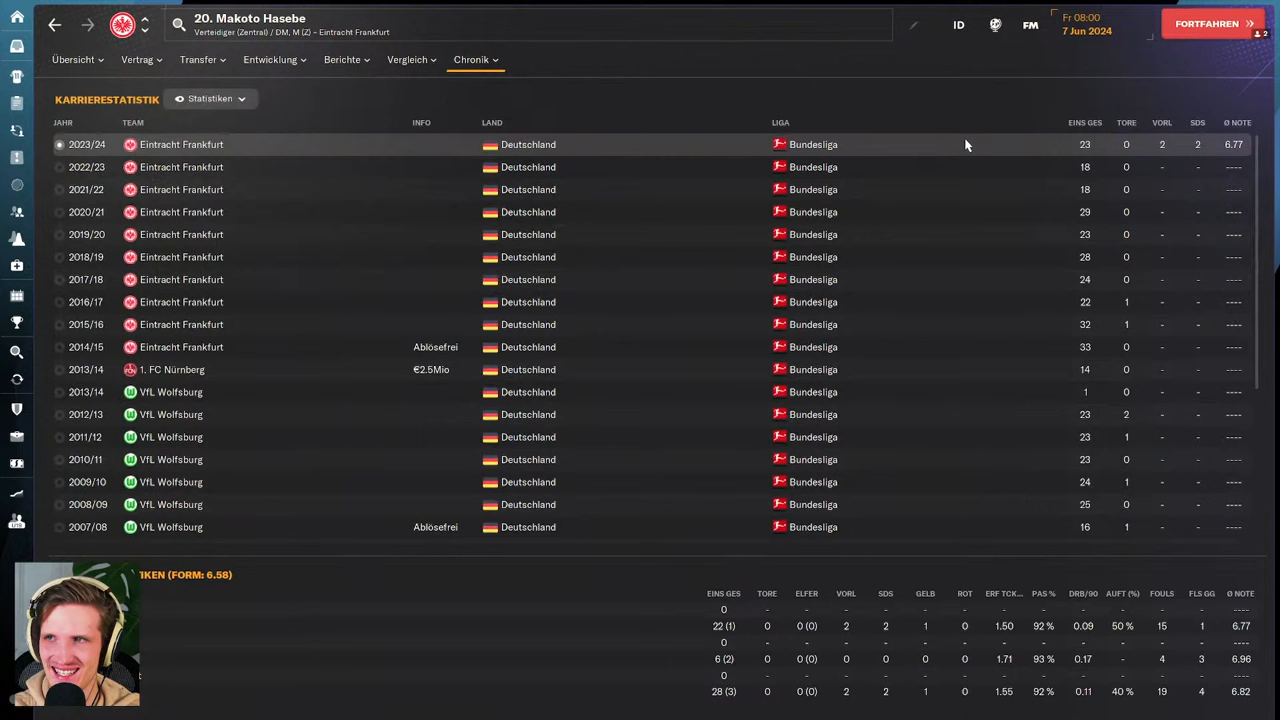 20. Makoto Hasebe
Verteidiger (Zentral) / DM, M (Z) - Eintracht Frankfurt
ID FM
Fr 08:00
7 Jun 2024
FORTFAHREN
2
Übersicht Vertrag Transfer Entwicklung Berichte Vergleich Chronik
KARRIERESTATISTIK Statistiken
JAHR TEAM INFO LAND LIGA EINS GES TORE VORL SDS Ø NOTE
2023/24 Eintracht Frankfurt Deutschland Bundesliga 23 0 2 2 6.77
2022/23 Eintracht Frankfurt Deutschland Bundesliga 18 0 - - ----
2021/22 Eintracht Frankfurt Deutschland Bundesliga 18 0 - - ----
2020/21 Eintracht Frankfurt Deutschland Bundesliga 29 0 - - ----
2019/20 Eintracht Frankfurt Deutschland Bundesliga 23 0 - - ----
2018/19 Eintracht Frankfurt Deutschland Bundesliga 28 0 - - ----
2017/18 Eintracht Frankfurt Deutschland Bundesliga 24 0 - - ----
2016/17 Eintracht Frankfurt Deutschland Bundesliga 22 1 - - ----
2015/16 Eintracht Frankfurt Deutschland Bundesliga 32 1 - - ----
2014/15 Eintracht Frankfurt Ablösefrei Deutschland Bundesliga 33 0 - - ----
2013/14 1. FC Nürnberg €2.5Mio Deutschland Bundesliga 14 0 - - ----
2013/14 VfL Wolfsburg Deutschland Bundesliga 1 0 - - ----
2012/13 VfL Wolfsburg Deutschland Bundesliga 23 2 - - ----
2011/12 VfL Wolfsburg Deutschland Bundesliga 23 1 - - ----
2010/11 VfL Wolfsburg Deutschland Bundesliga 23 0 - - ----
2009/10 VfL Wolfsburg Deutschland Bundesliga 24 1 - - ----
2008/09 VfL Wolfsburg Deutschland Bundesliga 25 0 - - ----
2007/08 VfL Wolfsburg Ablösefrei Deutschland Bundesliga 16 1 - - ----
IKEN (FORM: 6.58)
EINS GES TORE ELFER VORL SDS GELB ROT ERF TCK... PAS % DRB/90 AUFT (%) FOULS FLS GG Ø NOTE
0 - - - - - - - - - - - - ----
22 (1) 0 0 (0) 2 2 1 0 1.50 92 % 0.09 50 % 15 1 6.77
0 - - - - - - - - - - - - ----
6 (2) 0 0 (0) 0 0 0 0 1.71 93 % 0.17 - 4 3 6.96
0 - - - - - - - - - - - - ----
28 (3) 0 0 (0) 2 2 1 0 1.55 92 % 0.11 40 % 19 4 6.82